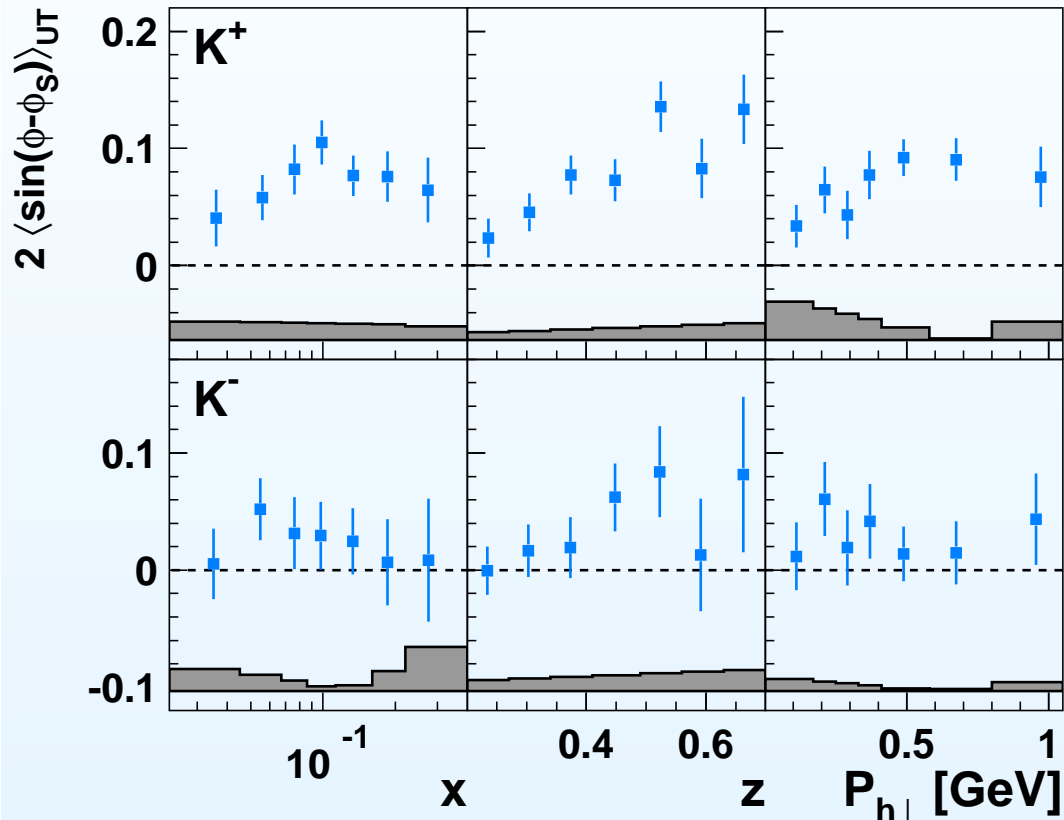 2 ⟨sin(ϕ-ϕS)⟩UT
K+
0.2
0.1
0
K-
0.1
0
-0.1
10-1
0.4
0.6
0.5
1
x
z
Ph⊥ [GeV]